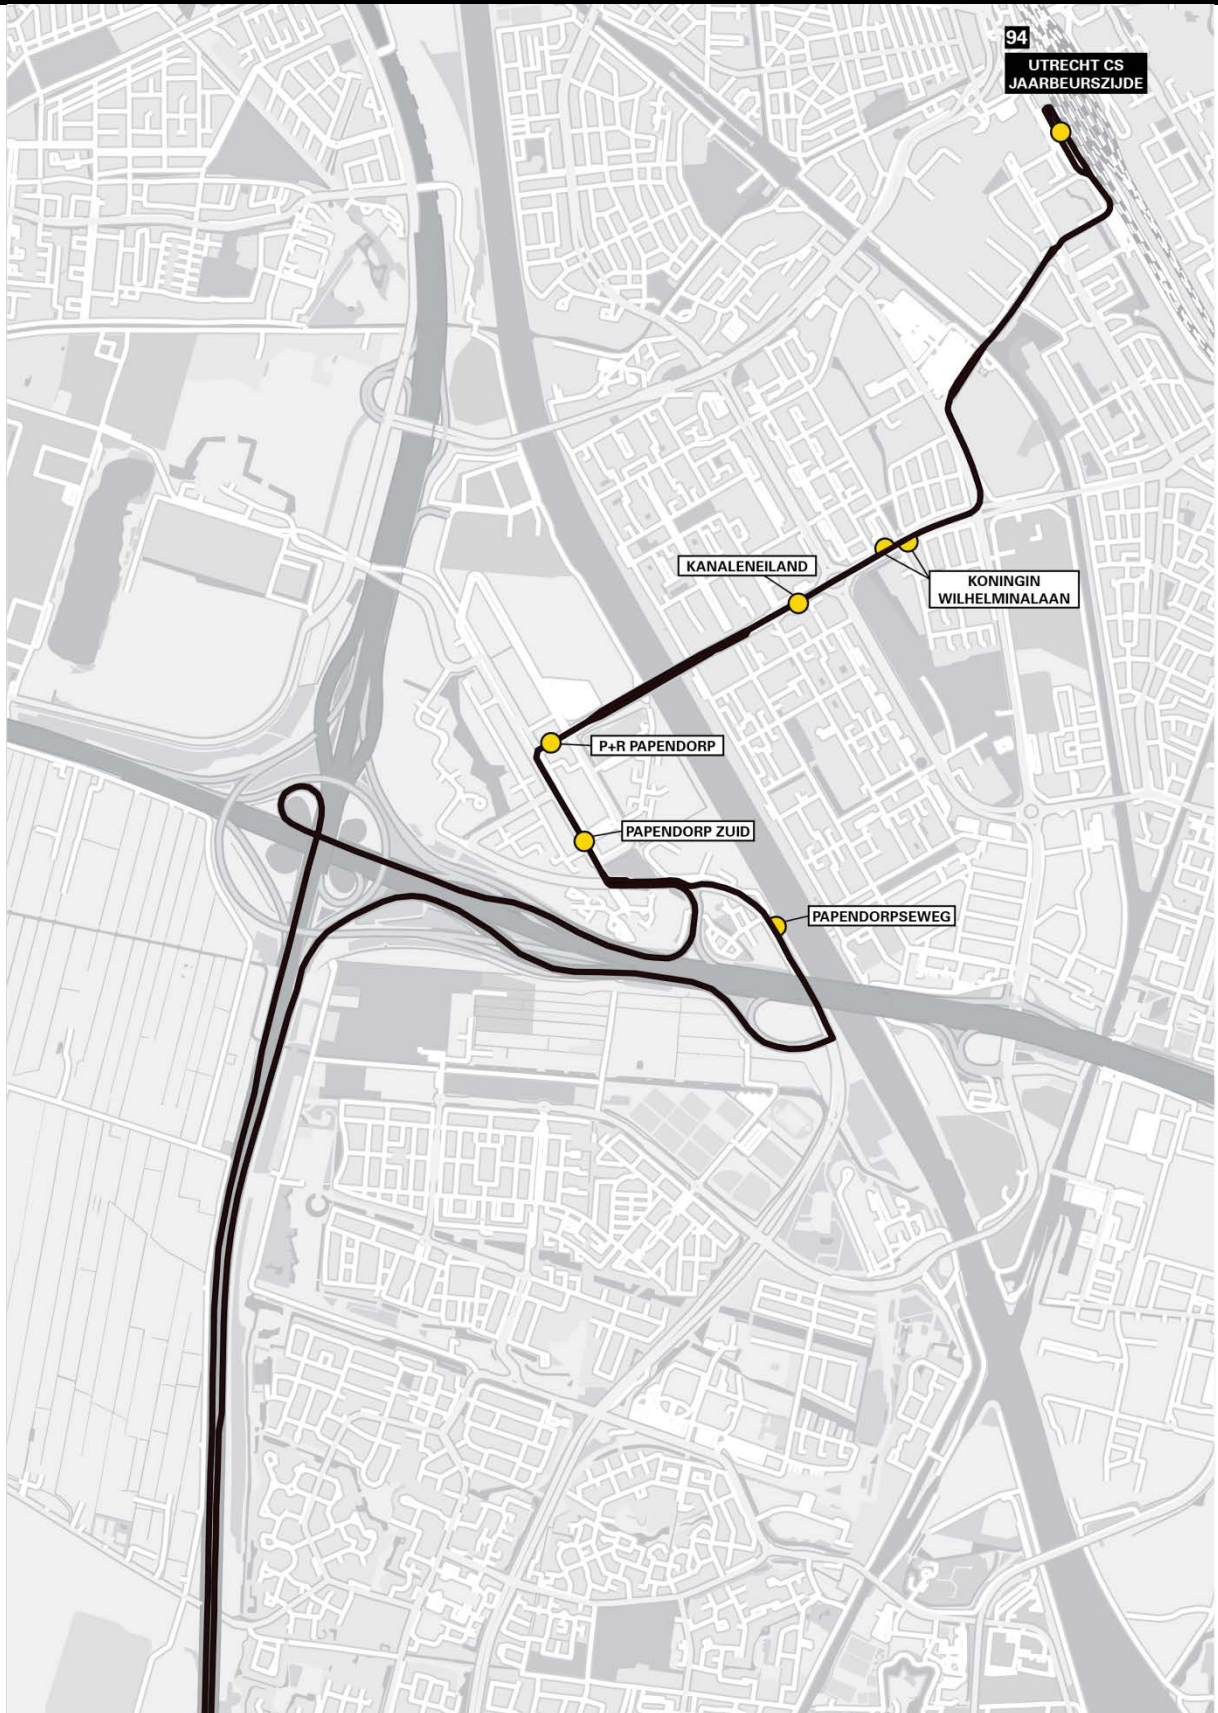 94
UTRECHT CS
JAARBEURSZIJDE
KANALENEILAND
KONINGIN
WILHELMINALAAN
P+R PAPENDORP
PAPENDORP ZUID
PAPENDORPSEWEG